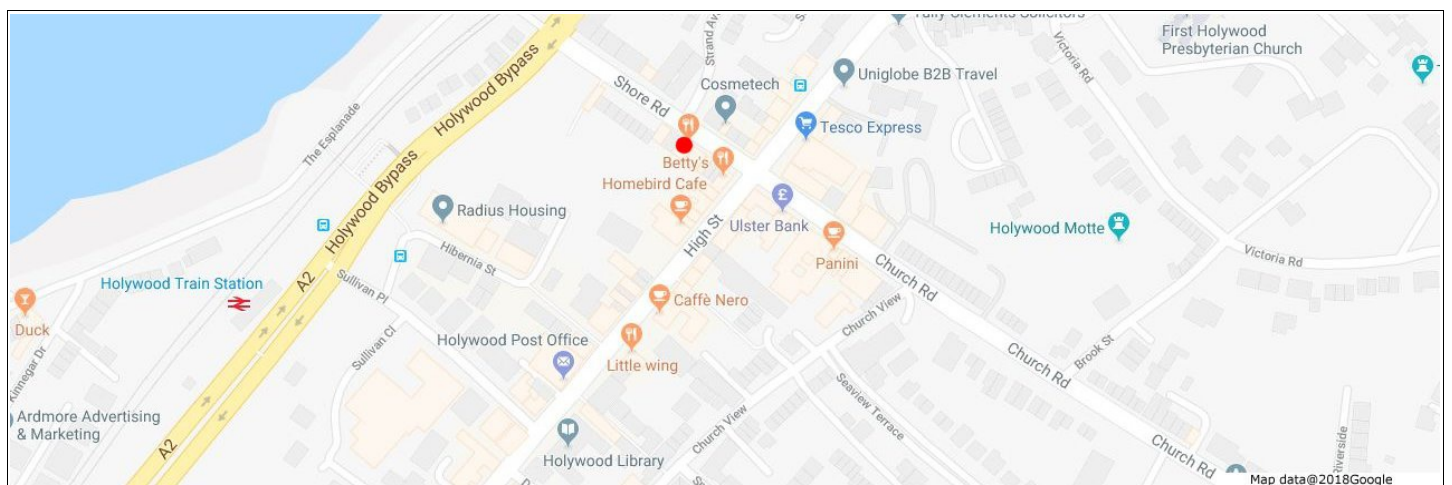 Tully Clements Solicitors
First Holywood
Presbyterian Church
Victoria Rd
Strand Av
Holywood Bypass
Shore Rd
Cosmetech
Uniglobe B2B Travel
Holywood Bypass
The Esplanade
Tesco Express
Betty's
Homebird Cafe
Holywood Bypass
Radius Housing
£
Ulster Bank
High St
Holywood Motte
Hibernia St
Panini
Victoria Rd
Holywood Train Station
A2
Sullivan Pl
Church Rd
Caffè Nero
Church View
Duck
Sullivan Cl
Holywood Post Office
Little wing
Church Rd
Brook St
Kinnegar Dr
Seaview Terrace
Ardmore Advertising
& Marketing
Church View
A2
Holywood Library
Church Rd
Riverside
Map data@2018Google